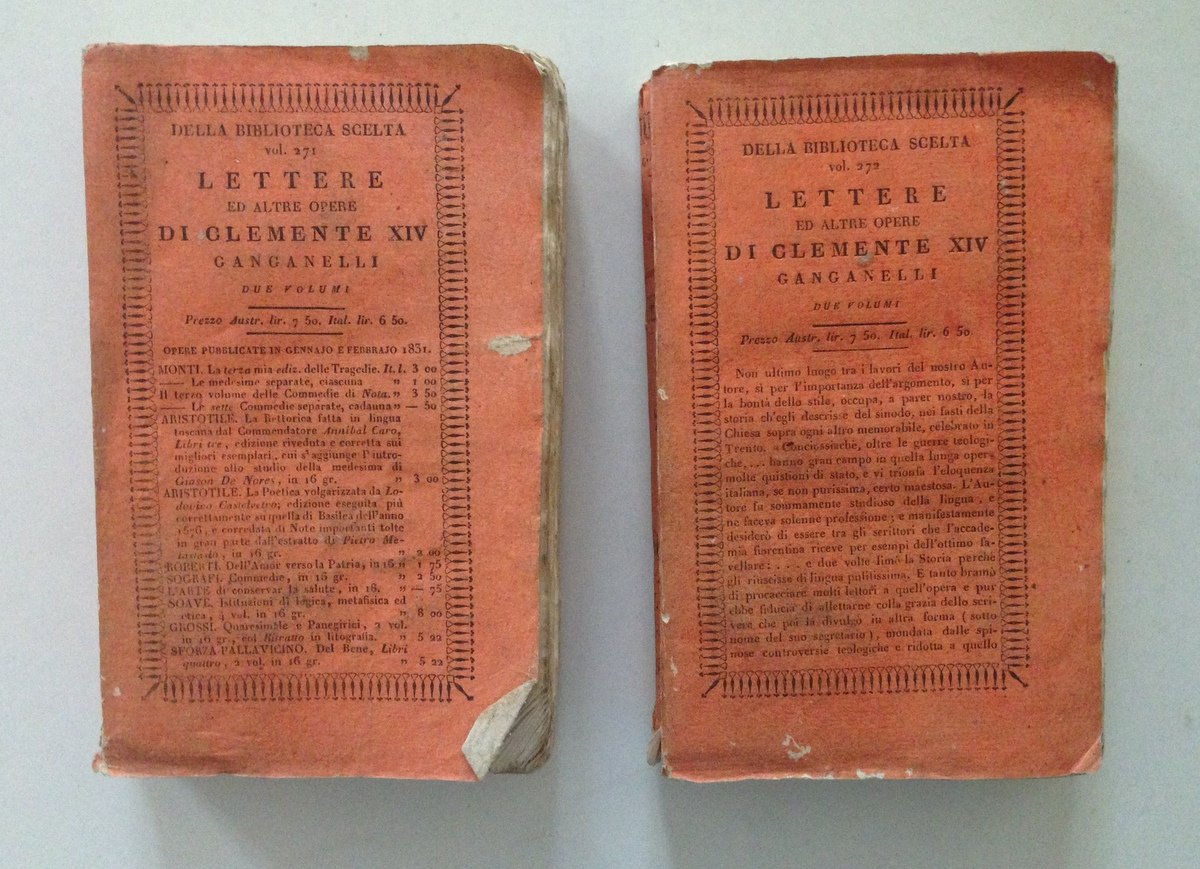 DELLA BIBLIOTECA SCELTA
vol. 271
LETTERE
ED ALTRE OPERE
DI CLEMENTE XIV
GANGANELLI
DUE VOLUMI
Prezzo Austr. lir. 7 50. Ital. lir. 6 50.
OPERE PUBBLICATE IN GENNAJO E FEBBRAJO 1831.
MONTI. La terza mia ediz. delle Tragedie. It. l. 3 00
—— Le medesime separate, ciascuna " 1 00
Il terzo volume delle Commedie di Nota. " 3 50
—— Le sette Commedie separate, cadauna " — 50
ARISTOTILE. La Rettorica fatta in lingua
toscana dal Commendatore Annibal Caro,
Libri tre, edizione riveduta e corretta sui
migliori esemplari, cui s'aggiunge l'intro-
duzione allo studio della medesima di
Giason De Nores, in 16 gr. " 3 00
ARISTOTILE. La Poetica volgarizzata da Lo-
dovico Castelvetro; edizione eseguita più
correttamente su quella di Basilea dell'anno
1576, e corredata di Note importanti tolte
in gran parte dall'estratto di Pietro Me-
tastasio, in 16 gr. " 2 00
ROBERTI. Dell'Amor verso la Patria, in 16 " 1 75
SOGRAFI. Commedie, in 16 gr. " 2 50
L'ARTE di conservar la salute, in 18. " — 75
SOAVE. Istituzioni di logica, metafisica ed
etica, 4 vol. in 16 gr. " 8 00
GROSSI. Quaresimale e Panegirici, 2 vol.
in 16 gr., col Ritratto in litografia. " 5 22
SFORZA PALLAVICINO. Del Bene, Libri
quattro, 2 vol. in 16 gr. " 5 22
DELLA BIBLIOTECA SCELTA
vol. 272
LETTERE
ED ALTRE OPERE
DI CLEMENTE XIV
GANGANELLI
DUE VOLUMI
Prezzo Austr. lir. 7 50. Ital. lir. 6 50
Non ultimo luogo tra i lavori del nostro Au-
tore, sì per l'importanza dell'argomento, sì per
la bontà dello stile, occupa, a parer nostro, la
storia ch'egli descrisse del sinodo, nei fasti della
Chiesa sopra ogni altro memorabile, celebrato in
Trento. « Conciossiachè, oltre le guerre teologi-
che, ... hanno gran campo in quella lunga opera
molte quistioni di stato, e vi trionfa l'eloquenza
italiana, se non purissima, certo maestosa. L'Au-
tore fu sommamente studioso della lingua, e
ne faceva solenne professione; e manifestamente
desiderò di essere tra gli scrittori che l'accade-
mia fiorentina riceve per esempi dell'ottimo fa-
vellare: .... e due volte limò la Storia perchè
gli riuscisse di lingua pulitissima. E tanto bramò
di procacciare molti lettori a quell'opera e pur
ebbe fiducia di allettarne colla grazia dello scri-
vere che poi la divulgò in altra forma (sotto
nome del suo segretario), mondata dalle spi-
nose controversie teologiche e ridotta a quello